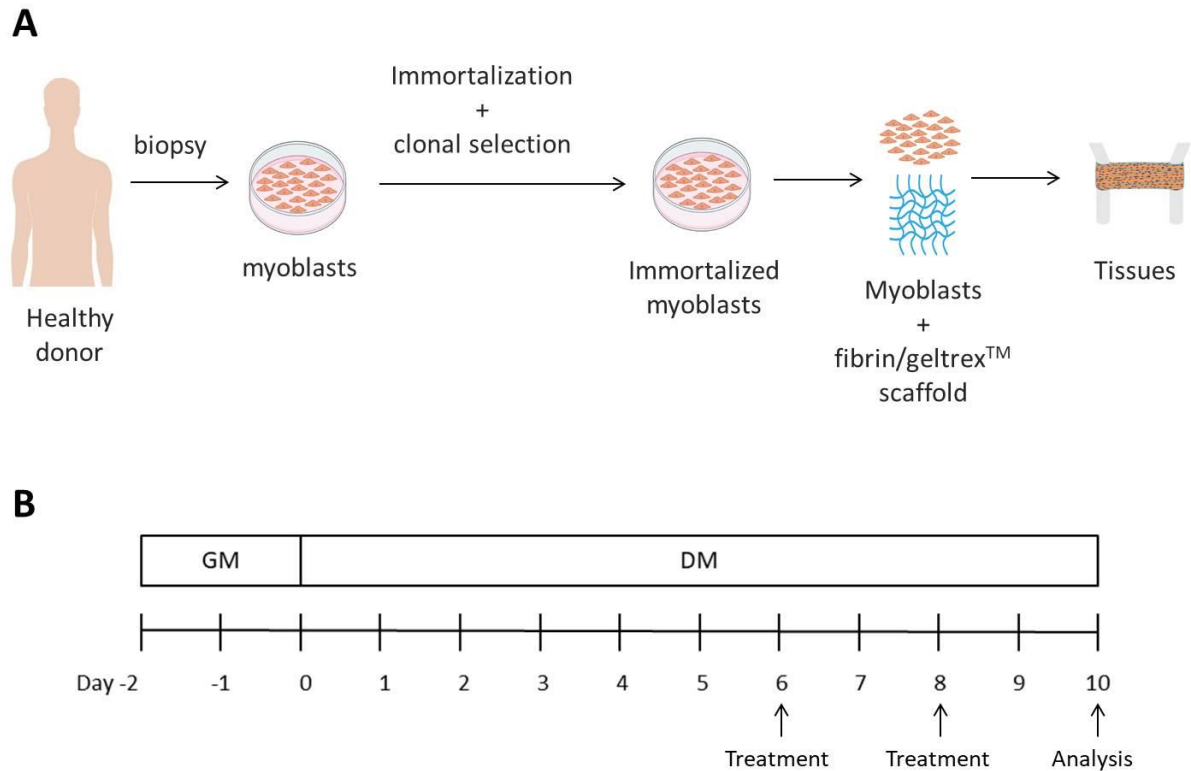 A
Healthy
donor
biopsy
myoblasts
Immortalization
+
clonal selection
Immortalized
myoblasts
Myoblasts
+
fibrin/geltrex™
scaffold
Tissues
B
GM DM
Day -2 -1 0 1 2 3 4 5 6 7 8 9 10
Treatment Treatment Analysis